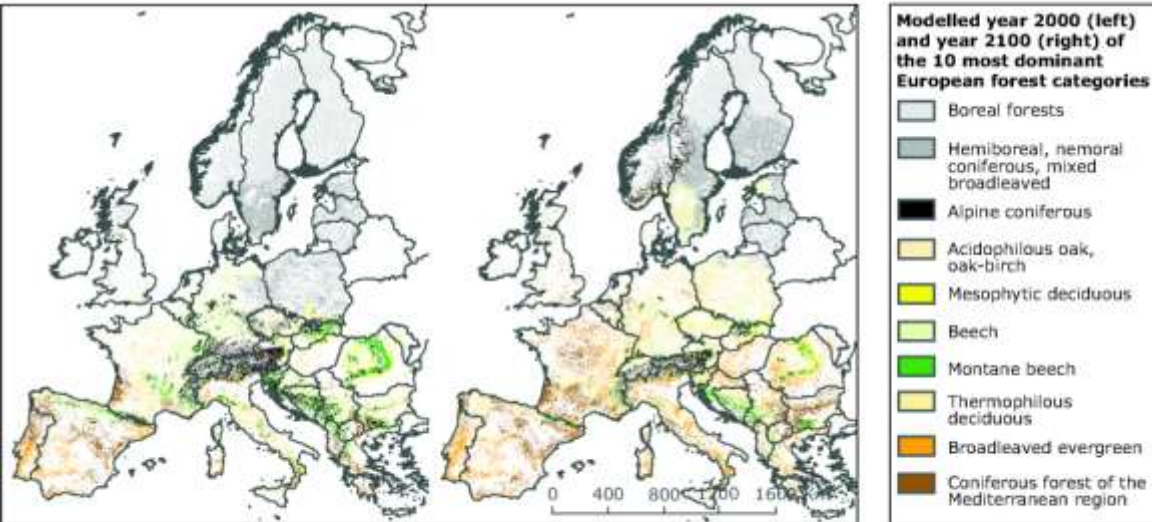 Modelled year 2000 (left)
and year 2100 (right) of
the 10 most dominant
European forest categories
Boreal forests
Hemiboreal, nemoral
coniferous, mixed
broadleaved
Alpine coniferous
Acidophilous oak,
oak-birch
Mesophytic deciduous
Beech
Montane beech
Thermophilous
deciduous
Broadleaved evergreen
Coniferous forest of the
Mediterranean region
0 400 800 1200